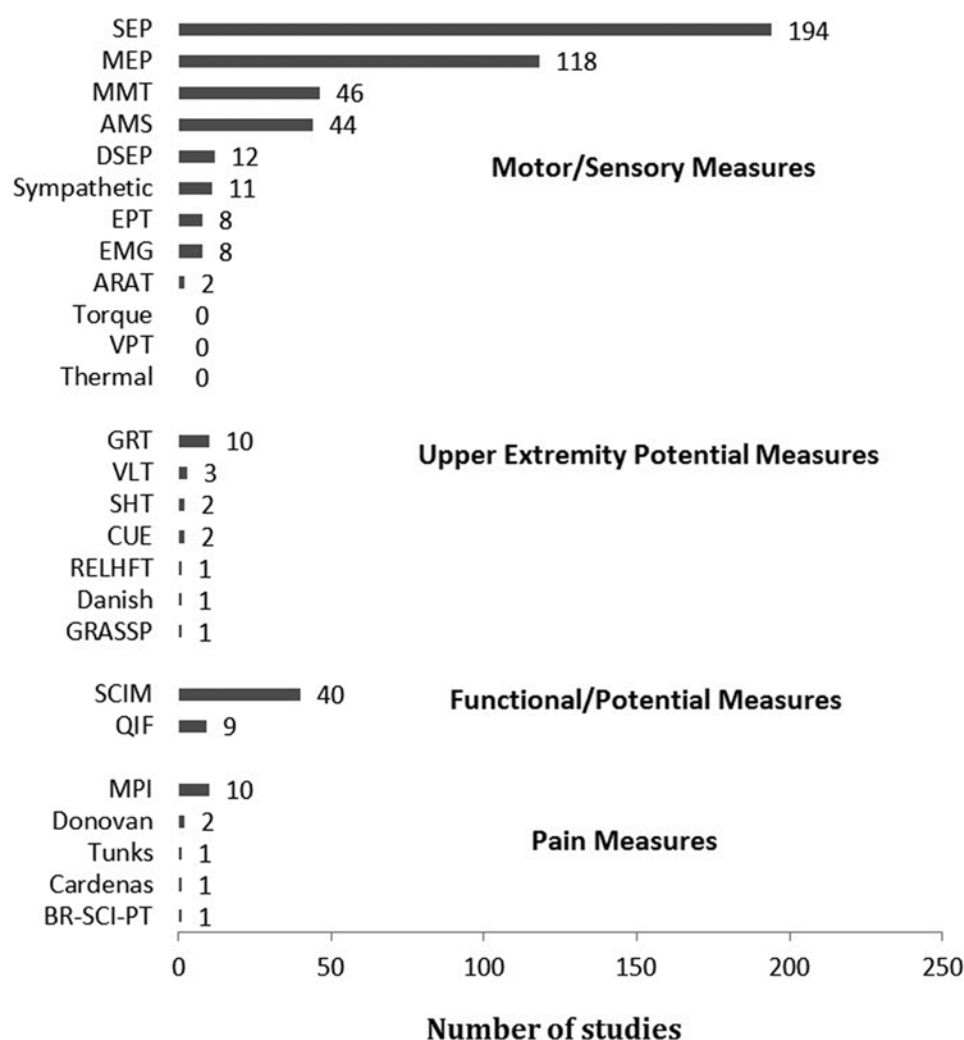 SEP 194
MEP 118
MMT 46
AMS 44
DSEP 12
Motor/Sensory Measures
Sympathetic 11
EPT 8
EMG 8
ARAT 2
Torque 0
VPT 0
Thermal 0
GRT 10
Upper Extremity Potential Measures
VLT 3
SHT 2
CUE 2
RELHFT 1
Danish 1
GRASSP 1
SCIM 40
Functional/Potential Measures
QIF 9
MPI 10
Donovan 2
Pain Measures
Tunks 1
Cardenas 1
BR-SCI-PT 1
0 50 100 150 200 250
Number of studies